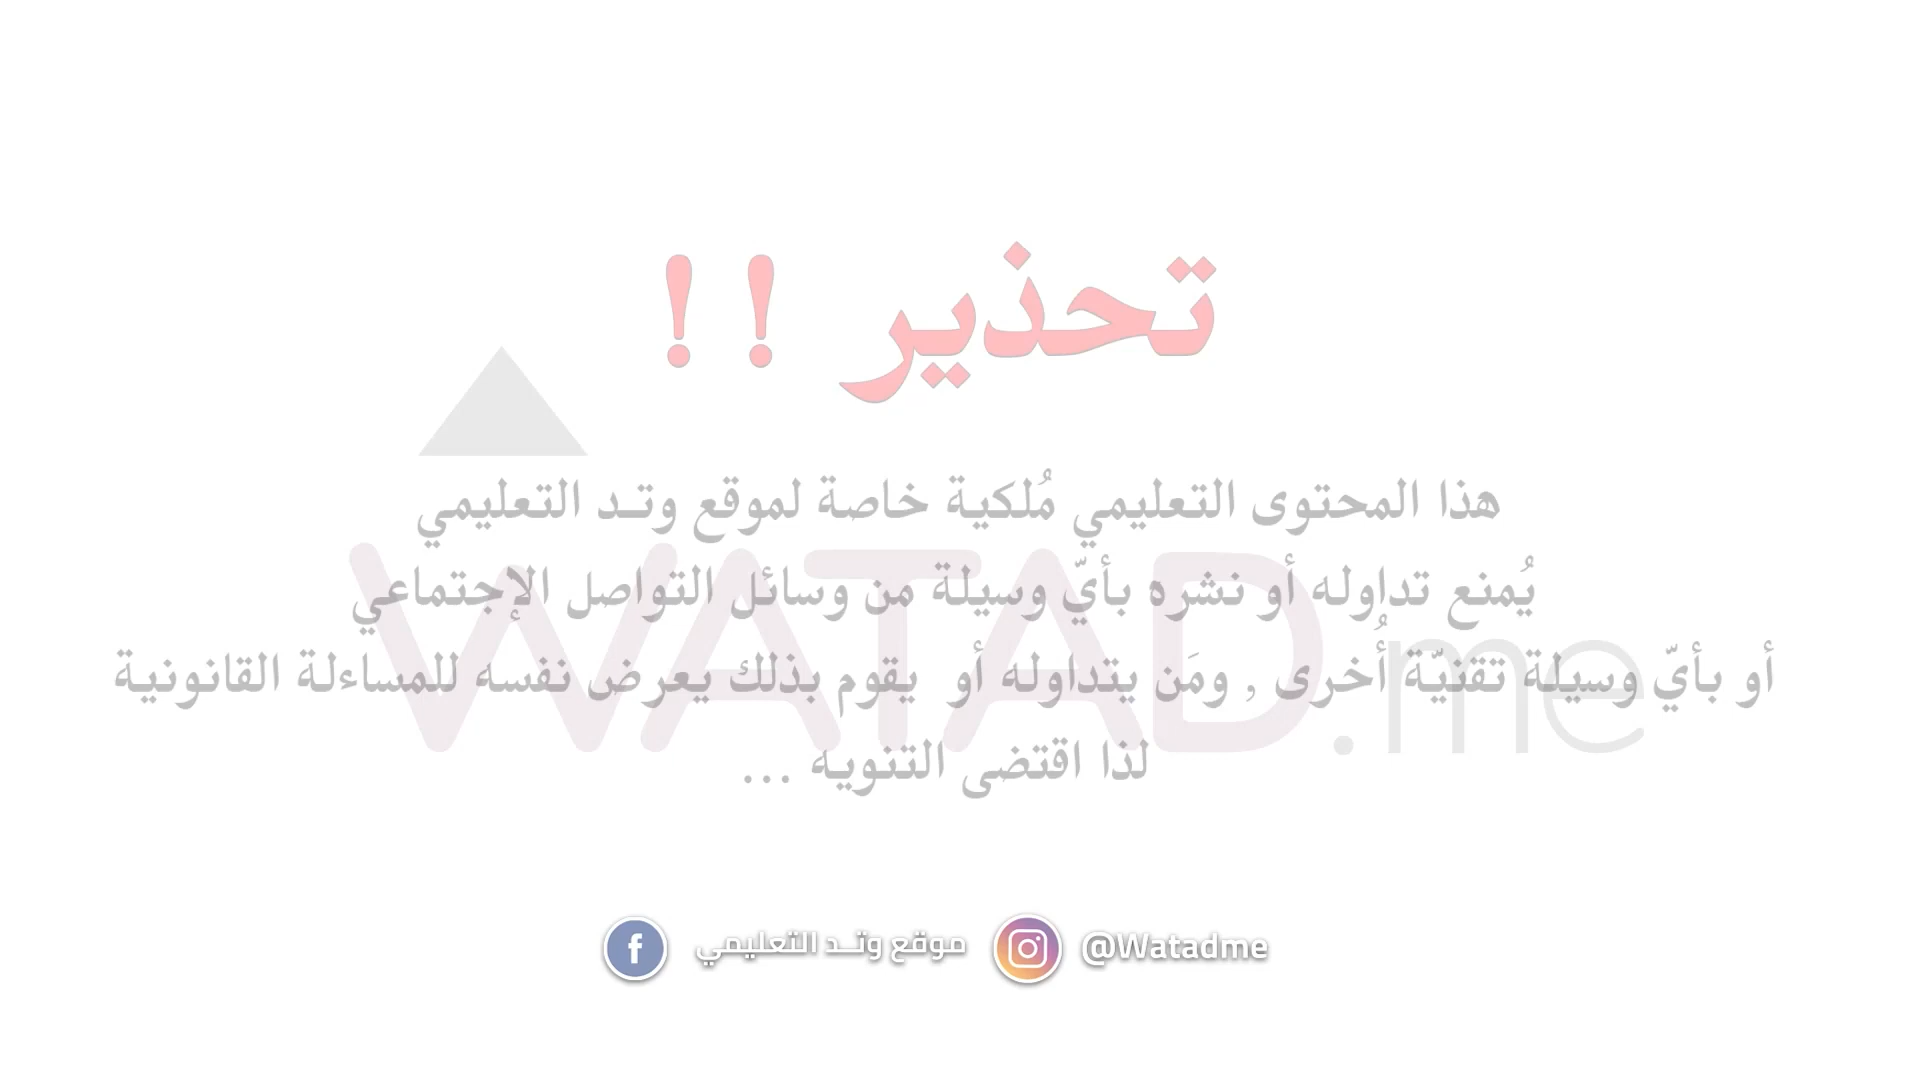 تحذير ! !
هذا المحتوى التعليمي مُلكية خاصة لموقع وتـد التعليمي
يُمنع تداوله أو نشره بأيّ وسيلة من وسائل التواصل الإجتماعي
أو بأيّ وسيلة تقنيّة أُخرى , ومَن يتداوله أو يقوم بذلك يعرض نفسه للمساءلة القانونية
لذا اقتضى التنويه ...
WATAD.me
موقع وتـد التعليمي @Watadme